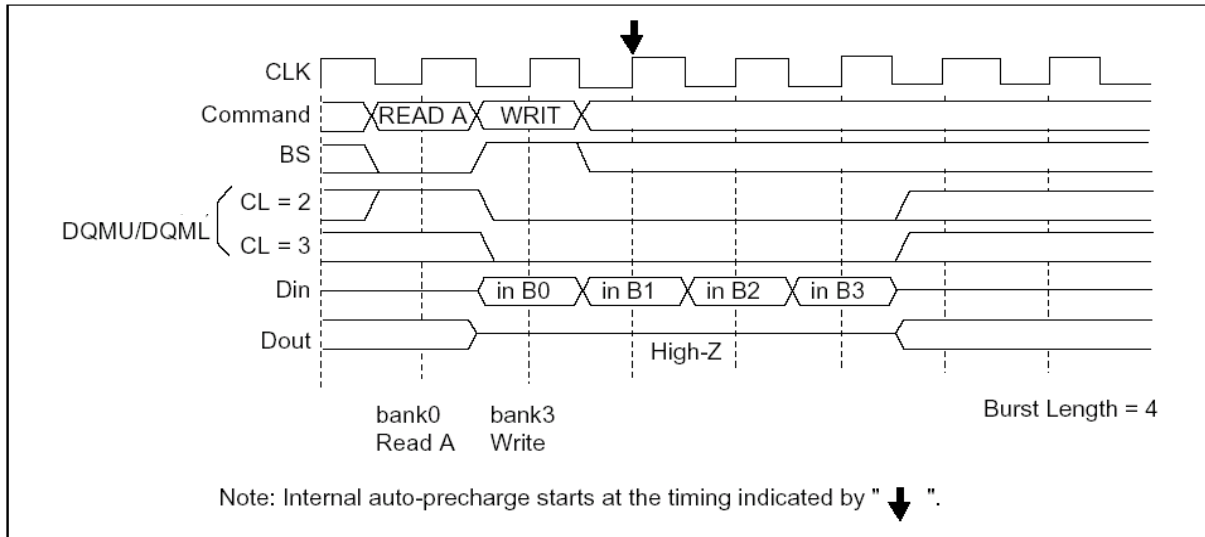 CLK
Command READ A WRIT
BS
CL = 2
DQMU/DQML
CL = 3
Din in B0 in B1 in B2 in B3
Dout High-Z
bank0 bank3 Burst Length = 4
Read A Write
Note: Internal auto-precharge starts at the timing indicated by " ".